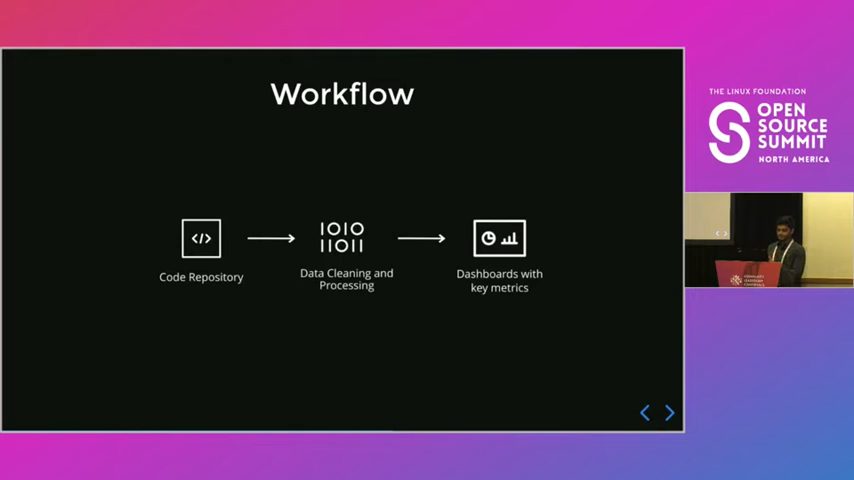 Workflow
</>
1010
11011
Code Repository
Data Cleaning and
Processing
Dashboards with
key metrics
THE LINUX FOUNDATION
OPEN
SOURCE
SUMMIT
NORTH AMERICA